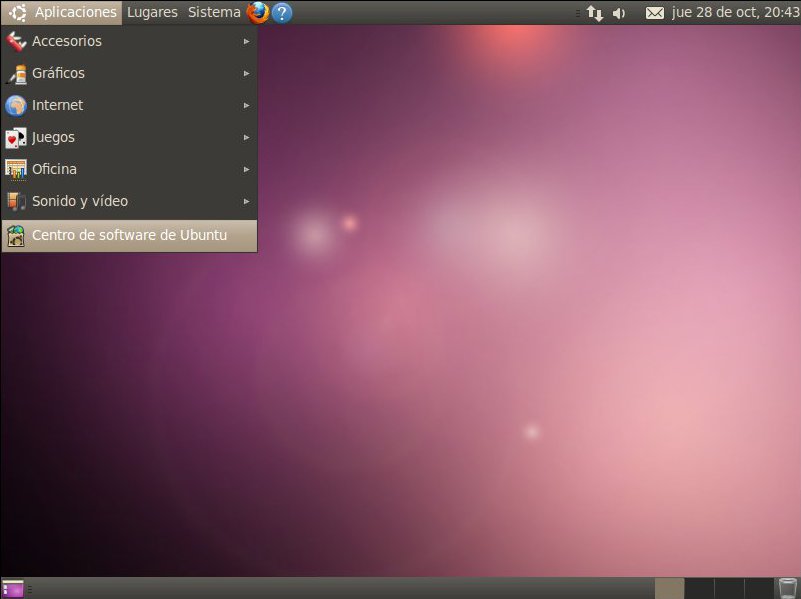 Aplicaciones Lugares Sistema jue 28 de oct, 20:43
Accesorios
Gráficos
Internet
Juegos
Oficina
Sonido y vídeo
Centro de software de Ubuntu